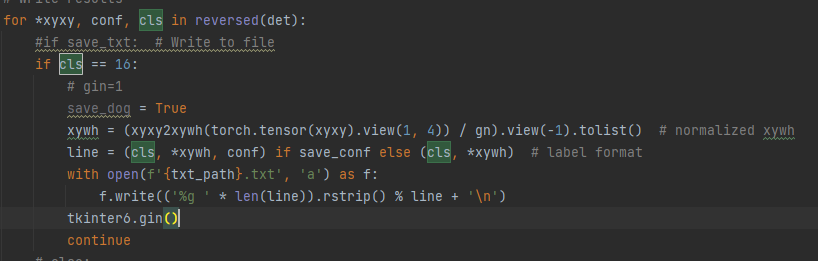 # Write results
for *xyxy, conf, cls in reversed(det):
#if save_txt:  # Write to file
if cls == 16:
# gin=1
save_dog = True
xywh = (xyxy2xywh(torch.tensor(xyxy).view(1, 4)) / gn).view(-1).tolist()  # normalized xywh
line = (cls, *xywh, conf) if save_conf else (cls, *xywh)  # label format
with open(f'{txt_path}.txt', 'a') as f:
f.write(('%g ' * len(line)).rstrip() % line + '\n')
tkinter6.gin()
continue
# else: